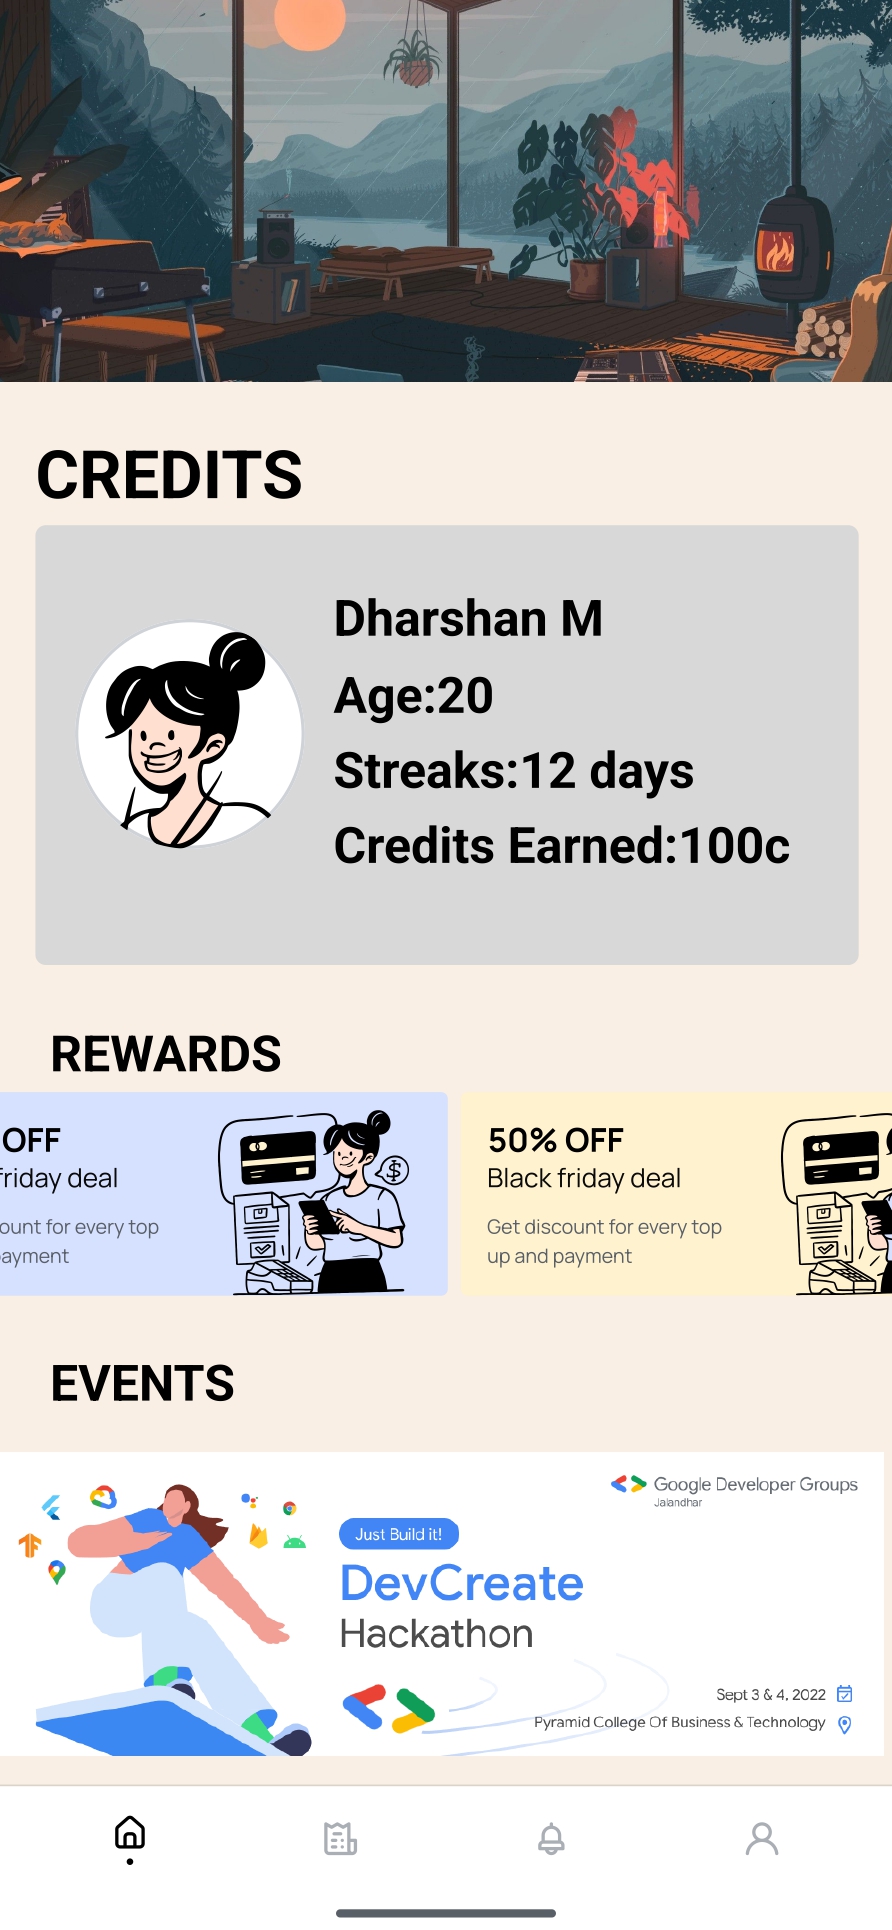 CREDITS
Dharshan M
Age:20
Streaks:12 days
Credits Earned:100c
REWARDS
OFF
friday deal
ount for every top
ayment
50% OFF
Black friday deal
Get discount for every top
up and payment
EVENTS
Google Developer Groups
Jalandhar
Just Build it!
DevCreate
Hackathon
Sept 3 & 4, 2022
Pyramid College Of Business & Technology